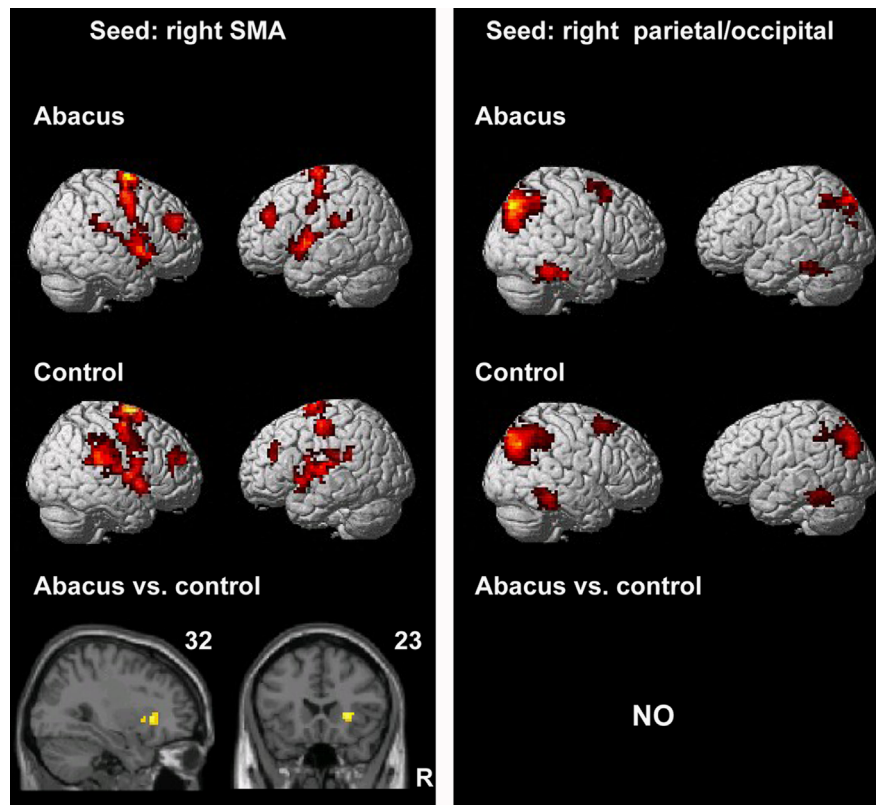 Seed: right SMA
Abacus
Control
Abacus vs. control
32
23
R
Seed: right parietal/occipital
Abacus
Control
Abacus vs. control
NO